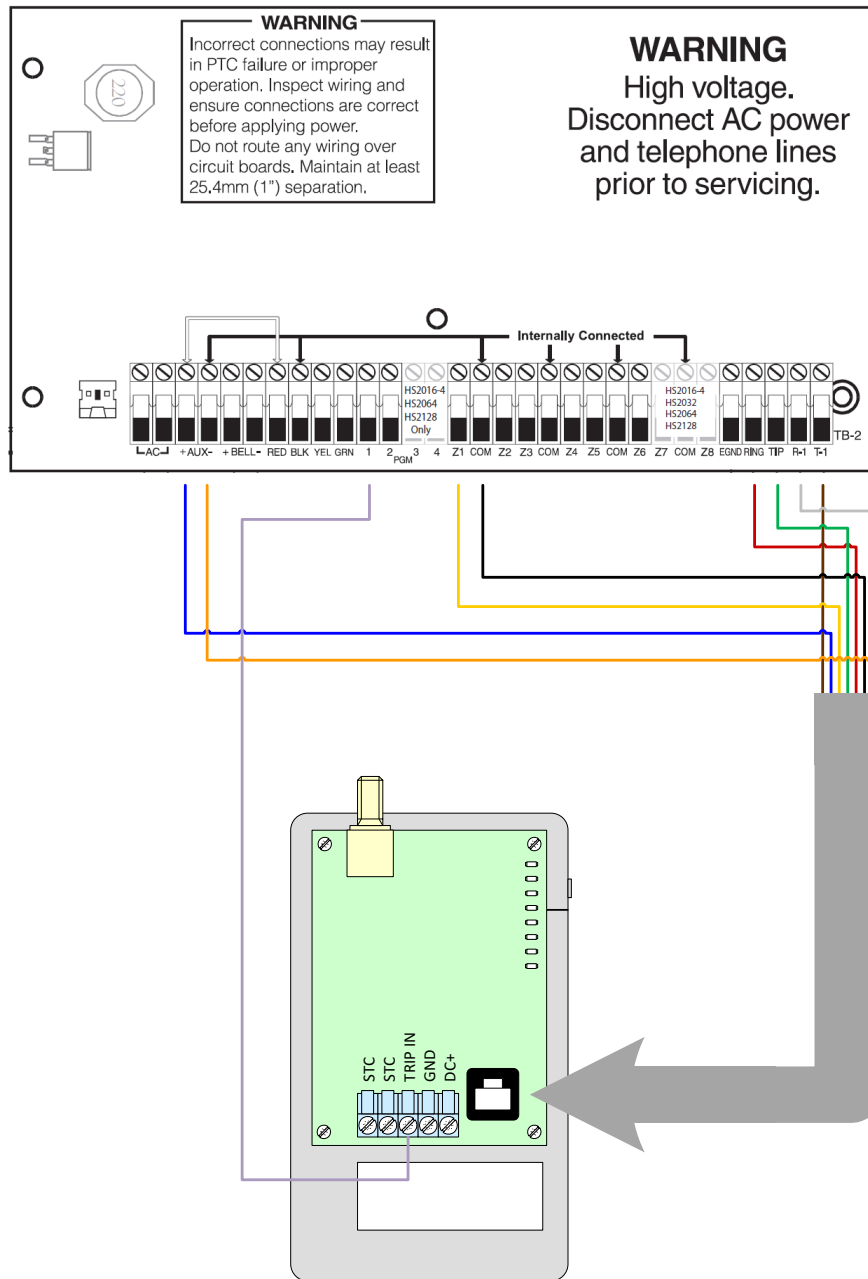 WARNING
Incorrect connections may result
in PTC failure or improper
operation. Inspect wiring and
ensure connections are correct
before applying power.
Do not route any wiring over
circuit boards. Maintain at least
25.4mm (1") separation.
WARNING
High voltage.
Disconnect AC power
and telephone lines
prior to servicing.
220
Internally Connected
HS2016-4
HS2064
HS2128
Only
HS2016-4
HS2032
HS2064
HS2128
TB-2
AC +AUX- +BELL- RED BLK YEL GRN 1 2 PGM 3 4 Z1 COM Z2 Z3 COM Z4 Z5 COM Z6 Z7 COM Z8 EGND RING TIP R-1 T-1
STC
STC
TRIP IN
GND
DC+